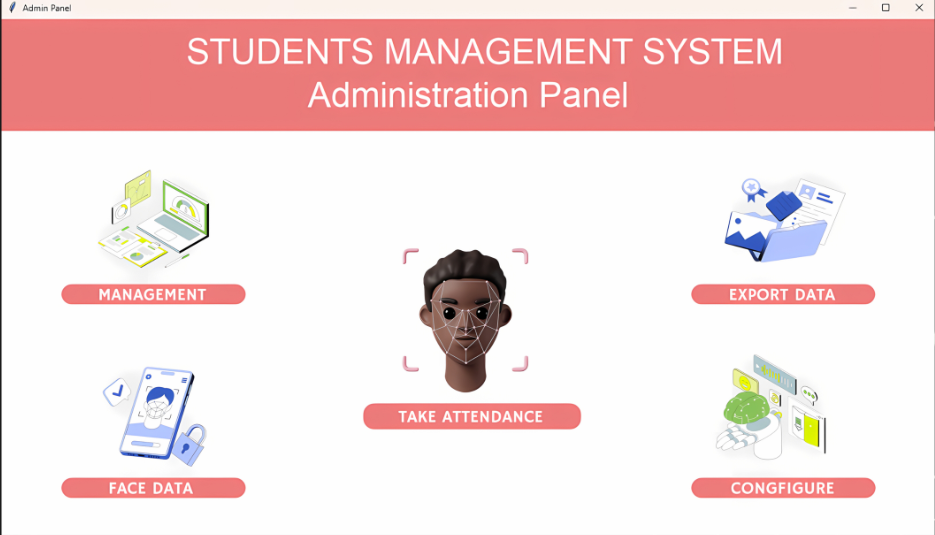 Admin Panel
STUDENTS MANAGEMENT SYSTEM
Administration Panel
MANAGEMENT
EXPORT DATA
TAKE ATTENDANCE
FACE DATA
CONGFIGURE